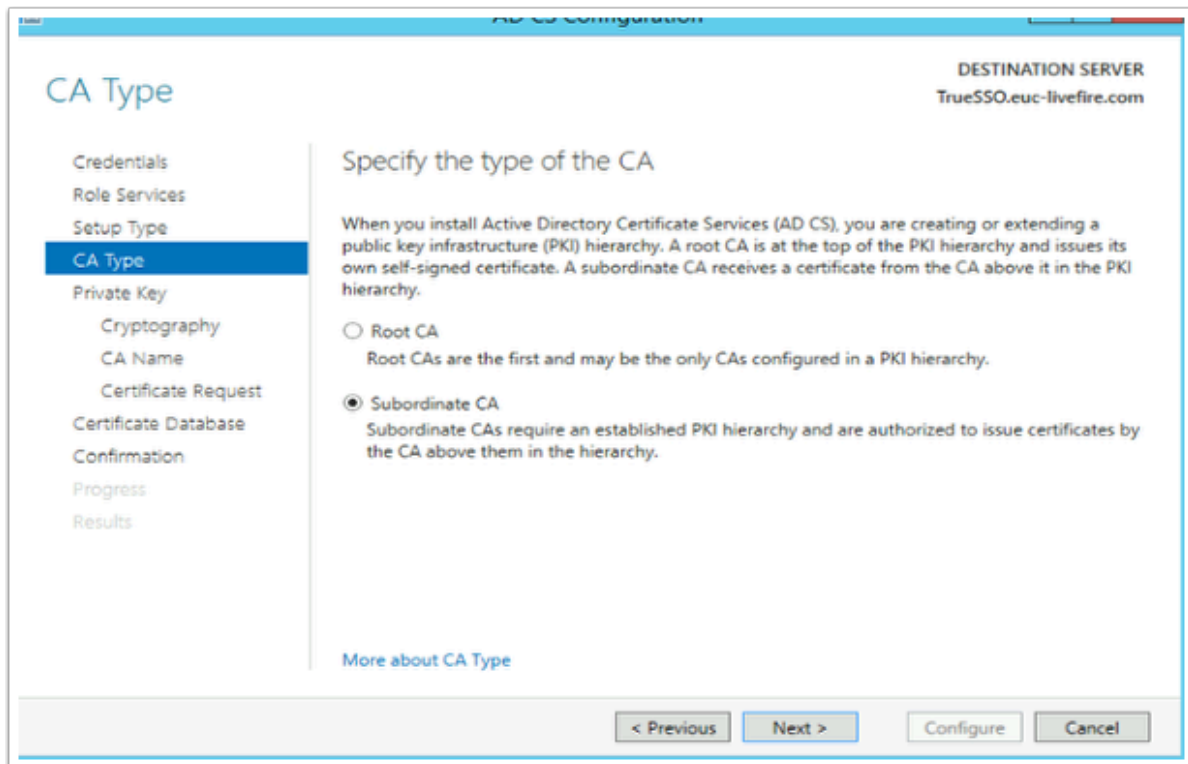 AD CS Configuration
DESTINATION SERVER
TrueSSO.euc-livefire.com
CA Type
Credentials
Role Services
Setup Type
CA Type
Private Key
Cryptography
CA Name
Certificate Request
Certificate Database
Confirmation
Progress
Results
Specify the type of the CA
When you install Active Directory Certificate Services (AD CS), you are creating or extending a
public key infrastructure (PKI) hierarchy. A root CA is at the top of the PKI hierarchy and issues its
own self-signed certificate. A subordinate CA receives a certificate from the CA above it in the PKI
hierarchy.
Root CA
Root CAs are the first and may be the only CAs configured in a PKI hierarchy.
Subordinate CA
Subordinate CAs require an established PKI hierarchy and are authorized to issue certificates by
the CA above them in the hierarchy.
More about CA Type
< Previous
Next >
Configure
Cancel